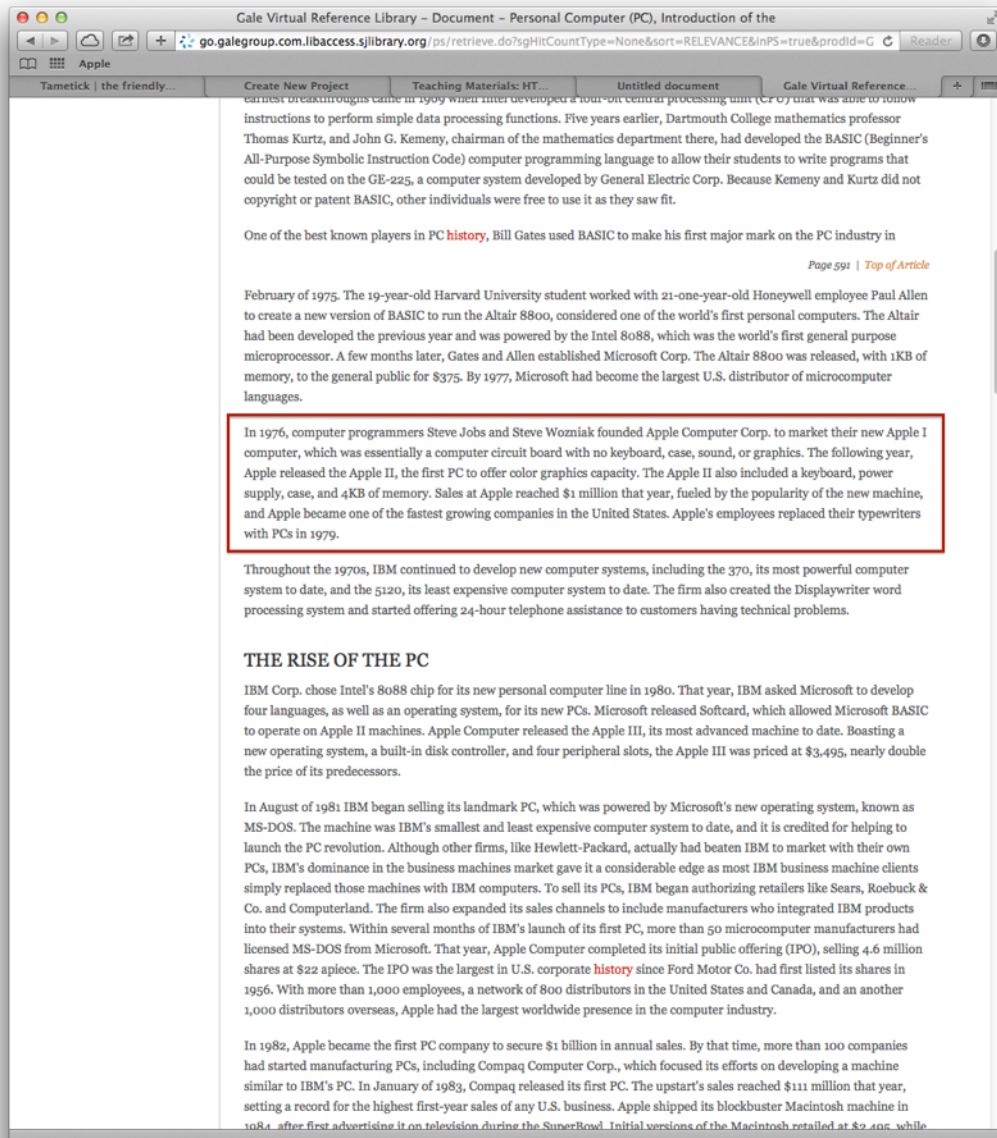 Gale Virtual Reference Library – Document – Personal Computer (PC), Introduction of the
go.galegroup.com.libaccess.sjlibrary.org/ps/retrieve.do?sgHitCountType=None&sort=RELEVANCE&inPS=true&prodId=G
Reader
Apple
Tametick | the friendly...
Create New Project
Teaching Materials: HT...
Untitled document
Gale Virtual Reference...
earliest breakthroughs came in 1969 when Intel developed a four-bit central processing unit (CPU) that was able to follow
instructions to perform simple data processing functions. Five years earlier, Dartmouth College mathematics professor
Thomas Kurtz, and John G. Kemeny, chairman of the mathematics department there, had developed the BASIC (Beginner's
All-Purpose Symbolic Instruction Code) computer programming language to allow their students to write programs that
could be tested on the GE-225, a computer system developed by General Electric Corp. Because Kemeny and Kurtz did not
copyright or patent BASIC, other individuals were free to use it as they saw fit.
One of the best known players in PC history, Bill Gates used BASIC to make his first major mark on the PC industry in
Page 591 | Top of Article
February of 1975. The 19-year-old Harvard University student worked with 21-one-year-old Honeywell employee Paul Allen
to create a new version of BASIC to run the Altair 8800, considered one of the world's first personal computers. The Altair
had been developed the previous year and was powered by the Intel 8088, which was the world's first general purpose
microprocessor. A few months later, Gates and Allen established Microsoft Corp. The Altair 8800 was released, with 1KB of
memory, to the general public for $375. By 1977, Microsoft had become the largest U.S. distributor of microcomputer
languages.
In 1976, computer programmers Steve Jobs and Steve Wozniak founded Apple Computer Corp. to market their new Apple I
computer, which was essentially a computer circuit board with no keyboard, case, sound, or graphics. The following year,
Apple released the Apple II, the first PC to offer color graphics capacity. The Apple II also included a keyboard, power
supply, case, and 4KB of memory. Sales at Apple reached $1 million that year, fueled by the popularity of the new machine,
and Apple became one of the fastest growing companies in the United States. Apple's employees replaced their typewriters
with PCs in 1979.
Throughout the 1970s, IBM continued to develop new computer systems, including the 370, its most powerful computer
system to date, and the 5120, its least expensive computer system to date. The firm also created the Displaywriter word
processing system and started offering 24-hour telephone assistance to customers having technical problems.
THE RISE OF THE PC
IBM Corp. chose Intel's 8088 chip for its new personal computer line in 1980. That year, IBM asked Microsoft to develop
four languages, as well as an operating system, for its new PCs. Microsoft released Softcard, which allowed Microsoft BASIC
to operate on Apple II machines. Apple Computer released the Apple III, its most advanced machine to date. Boasting a
new operating system, a built-in disk controller, and four peripheral slots, the Apple III was priced at $3,495, nearly double
the price of its predecessors.
In August of 1981 IBM began selling its landmark PC, which was powered by Microsoft's new operating system, known as
MS-DOS. The machine was IBM's smallest and least expensive computer system to date, and it is credited for helping to
launch the PC revolution. Although other firms, like Hewlett-Packard, actually had beaten IBM to market with their own
PCs, IBM's dominance in the business machines market gave it a considerable edge as most IBM business machine clients
simply replaced those machines with IBM computers. To sell its PCs, IBM began authorizing retailers like Sears, Roebuck &
Co. and Computerland. The firm also expanded its sales channels to include manufacturers who integrated IBM products
into their systems. Within several months of IBM's launch of its first PC, more than 50 microcomputer manufacturers had
licensed MS-DOS from Microsoft. That year, Apple Computer completed its initial public offering (IPO), selling 4.6 million
shares at $22 apiece. The IPO was the largest in U.S. corporate history since Ford Motor Co. had first listed its shares in
1956. With more than 1,000 employees, a network of 800 distributors in the United States and Canada, and an another
1,000 distributors overseas, Apple had the largest worldwide presence in the computer industry.
In 1982, Apple became the first PC company to secure $1 billion in annual sales. By that time, more than 100 companies
had started manufacturing PCs, including Compaq Computer Corp., which focused its efforts on developing a machine
similar to IBM's PC. In January of 1983, Compaq released its first PC. The upstart's sales reached $111 million that year,
setting a record for the highest first-year sales of any U.S. business. Apple shipped its blockbuster Macintosh machine in
1984, after first advertising it on television during the SuperBowl. Initial versions of the Macintosh retailed at $2,495, while